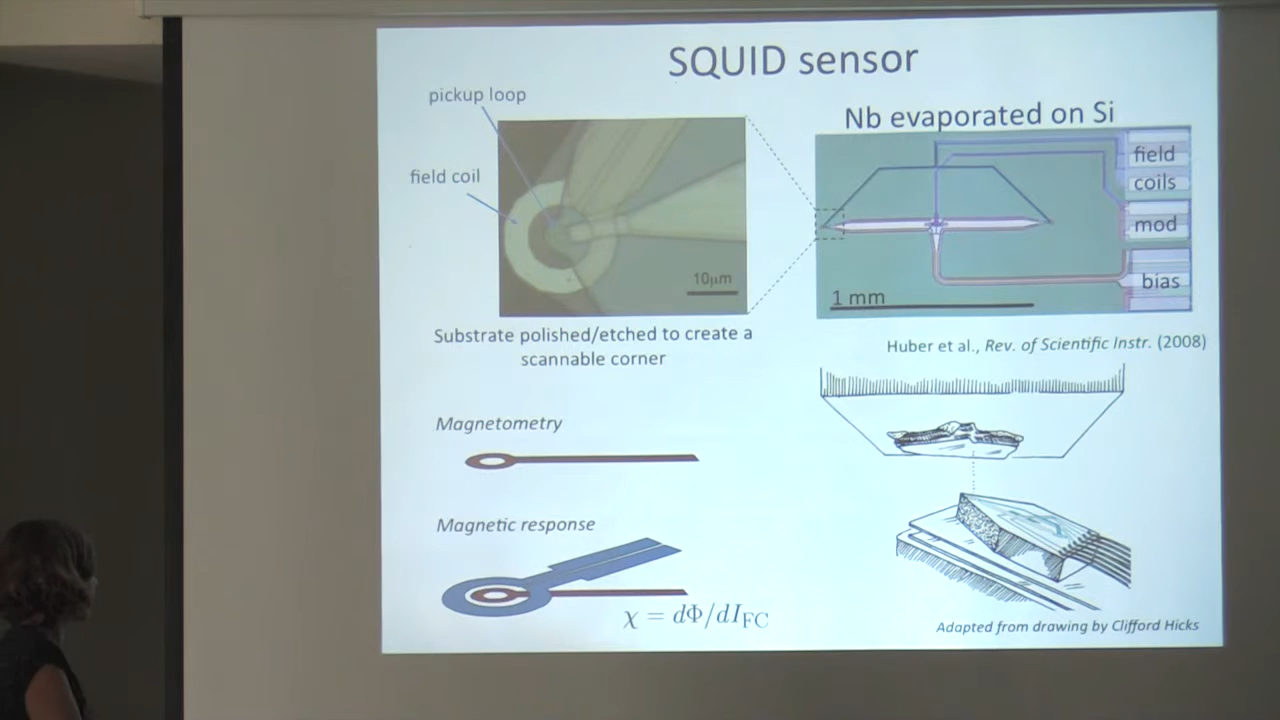 SQUID sensor
pickup loop
field coil
10μm
Substrate polished/etched to create a
scannable corner
Nb evaporated on Si
field
coils
mod
bias
1 mm
Huber et al., Rev. of Scientific Instr. (2008)
Magnetometry
Magnetic response
χ = dΦ/dI_FC
Adapted from drawing by Clifford Hicks